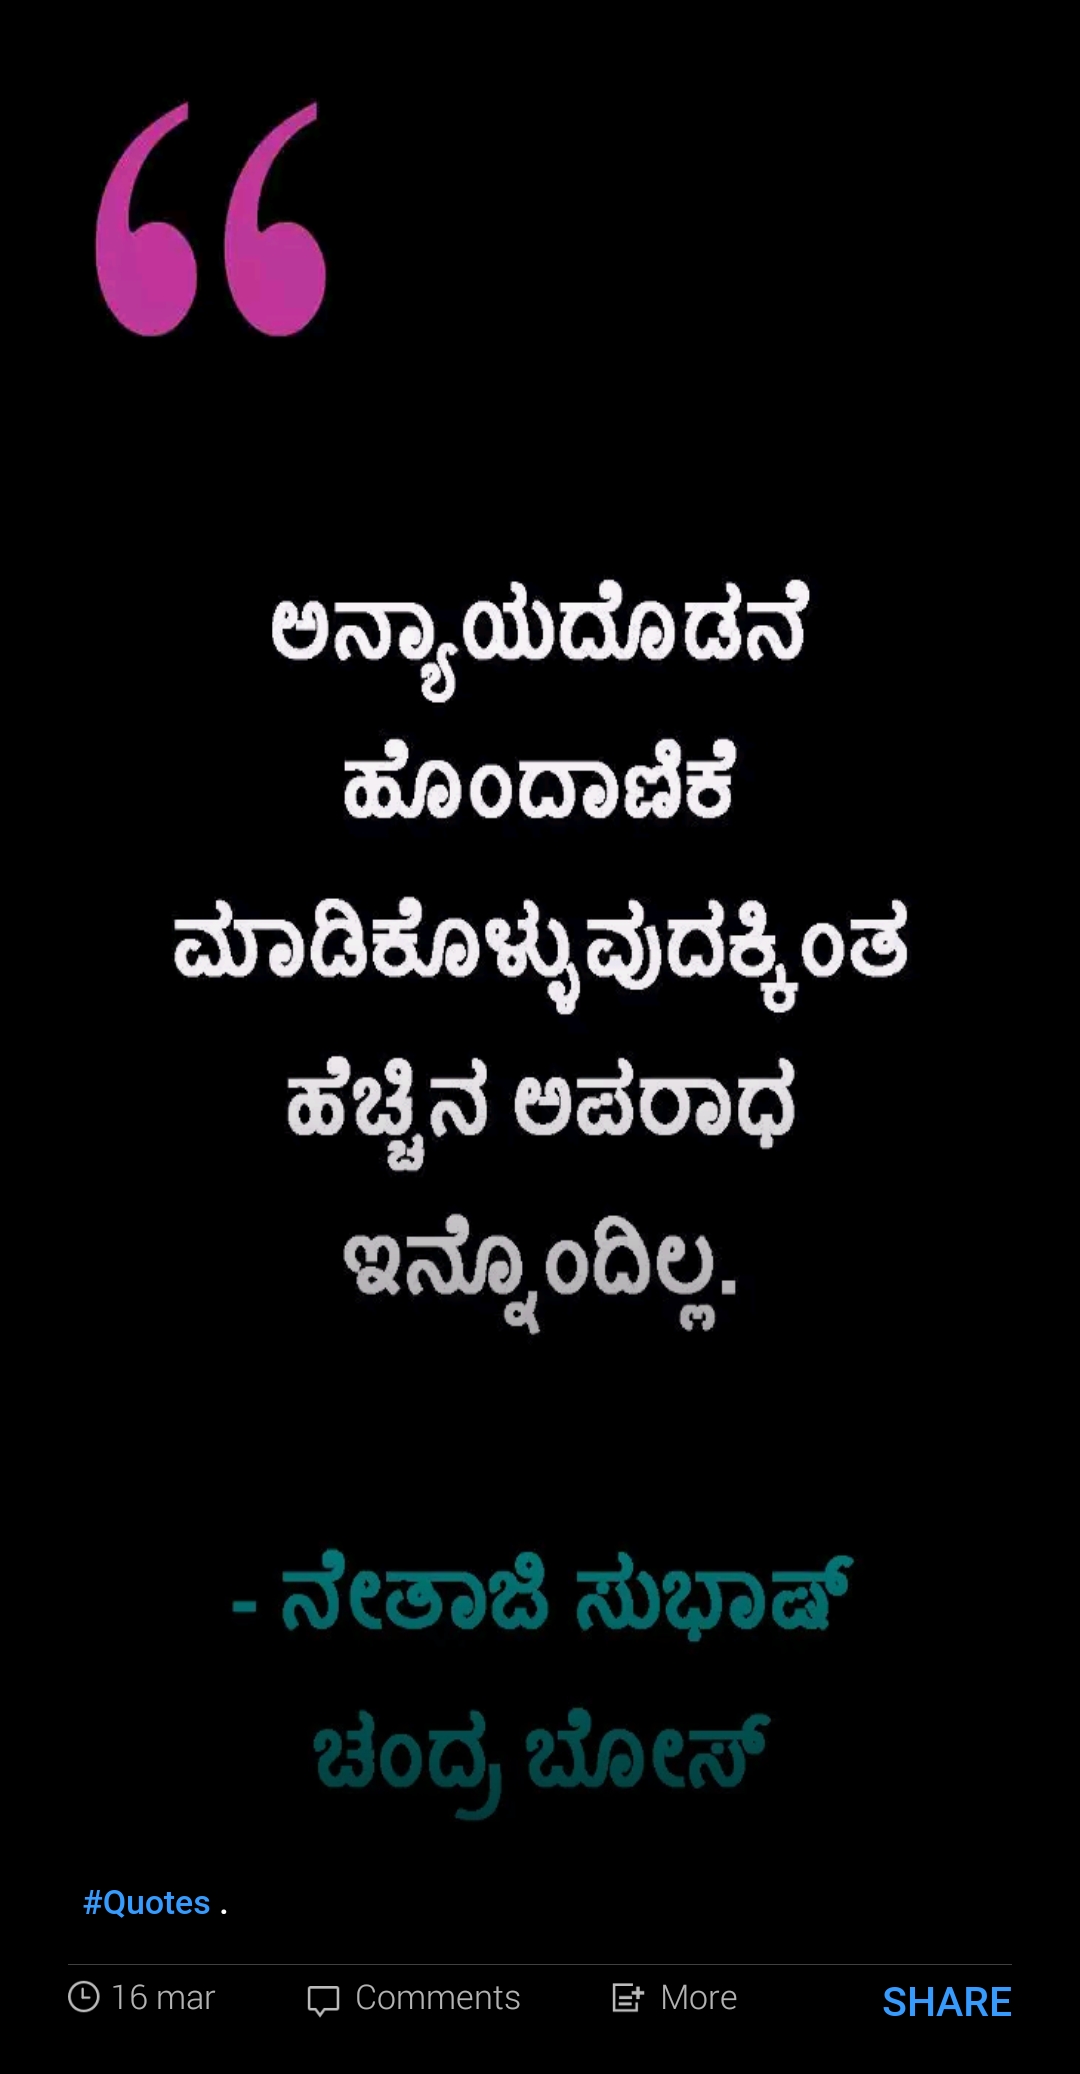 “
ಅನ್ಯಾಯದೊಡನೆ
ಹೊಂದಾಣಿಕೆ
ಮಾಡಿಕೊಳ್ಳುವುದಕ್ಕಿಂತ
ಹೆಚ್ಚಿನ ಅಪರಾಧ
ಇನ್ನೊಂದಿಲ್ಲ.
- ನೇತಾಜಿ ಸುಭಾಷ್
ಚಂದ್ರ ಬೋಸ್
#Quotes .
16 mar Comments More SHARE